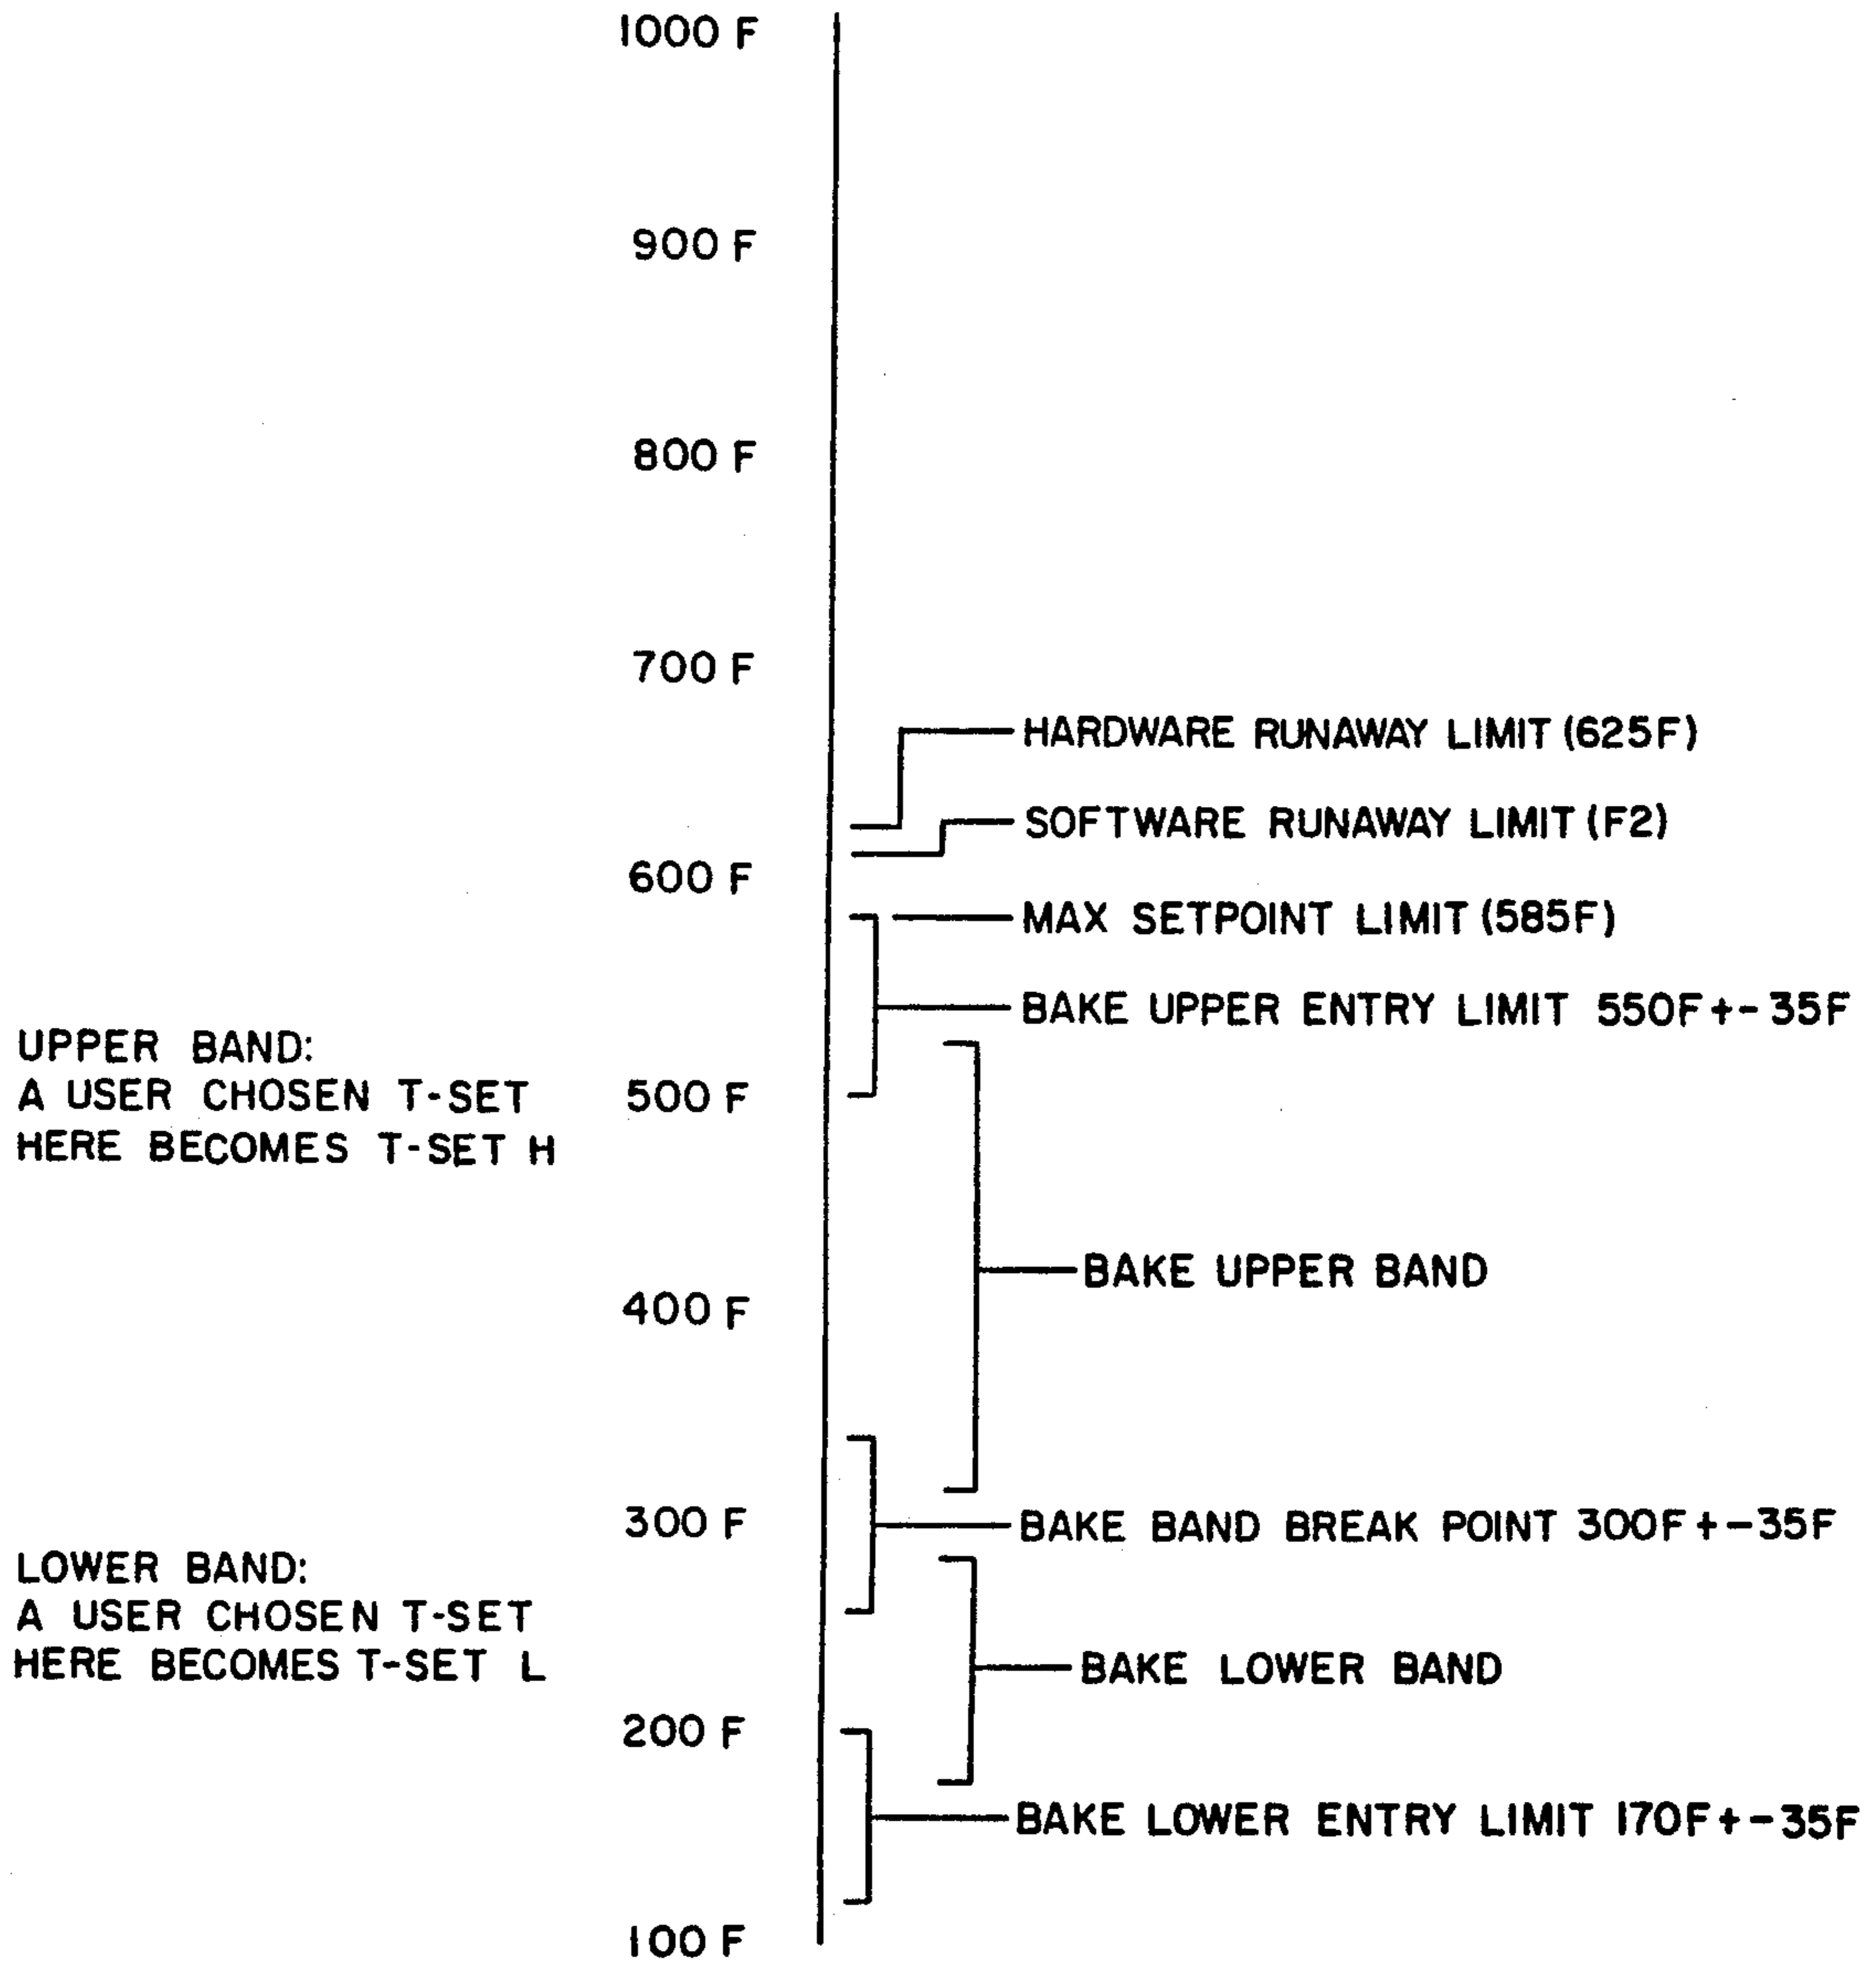 1000 F
900 F
800 F
700 F
HARDWARE RUNAWAY LIMIT (625F)
SOFTWARE RUNAWAY LIMIT (F2)
600 F
MAX SETPOINT LIMIT (585F)
BAKE UPPER ENTRY LIMIT 550F+-35F
UPPER BAND:
A USER CHOSEN T-SET
HERE BECOMES T-SET H
500 F
BAKE UPPER BAND
400 F
300 F
BAKE BAND BREAK POINT 300F+-35F
LOWER BAND:
A USER CHOSEN T-SET
HERE BECOMES T-SET L
BAKE LOWER BAND
200 F
BAKE LOWER ENTRY LIMIT 170F+-35F
100 F